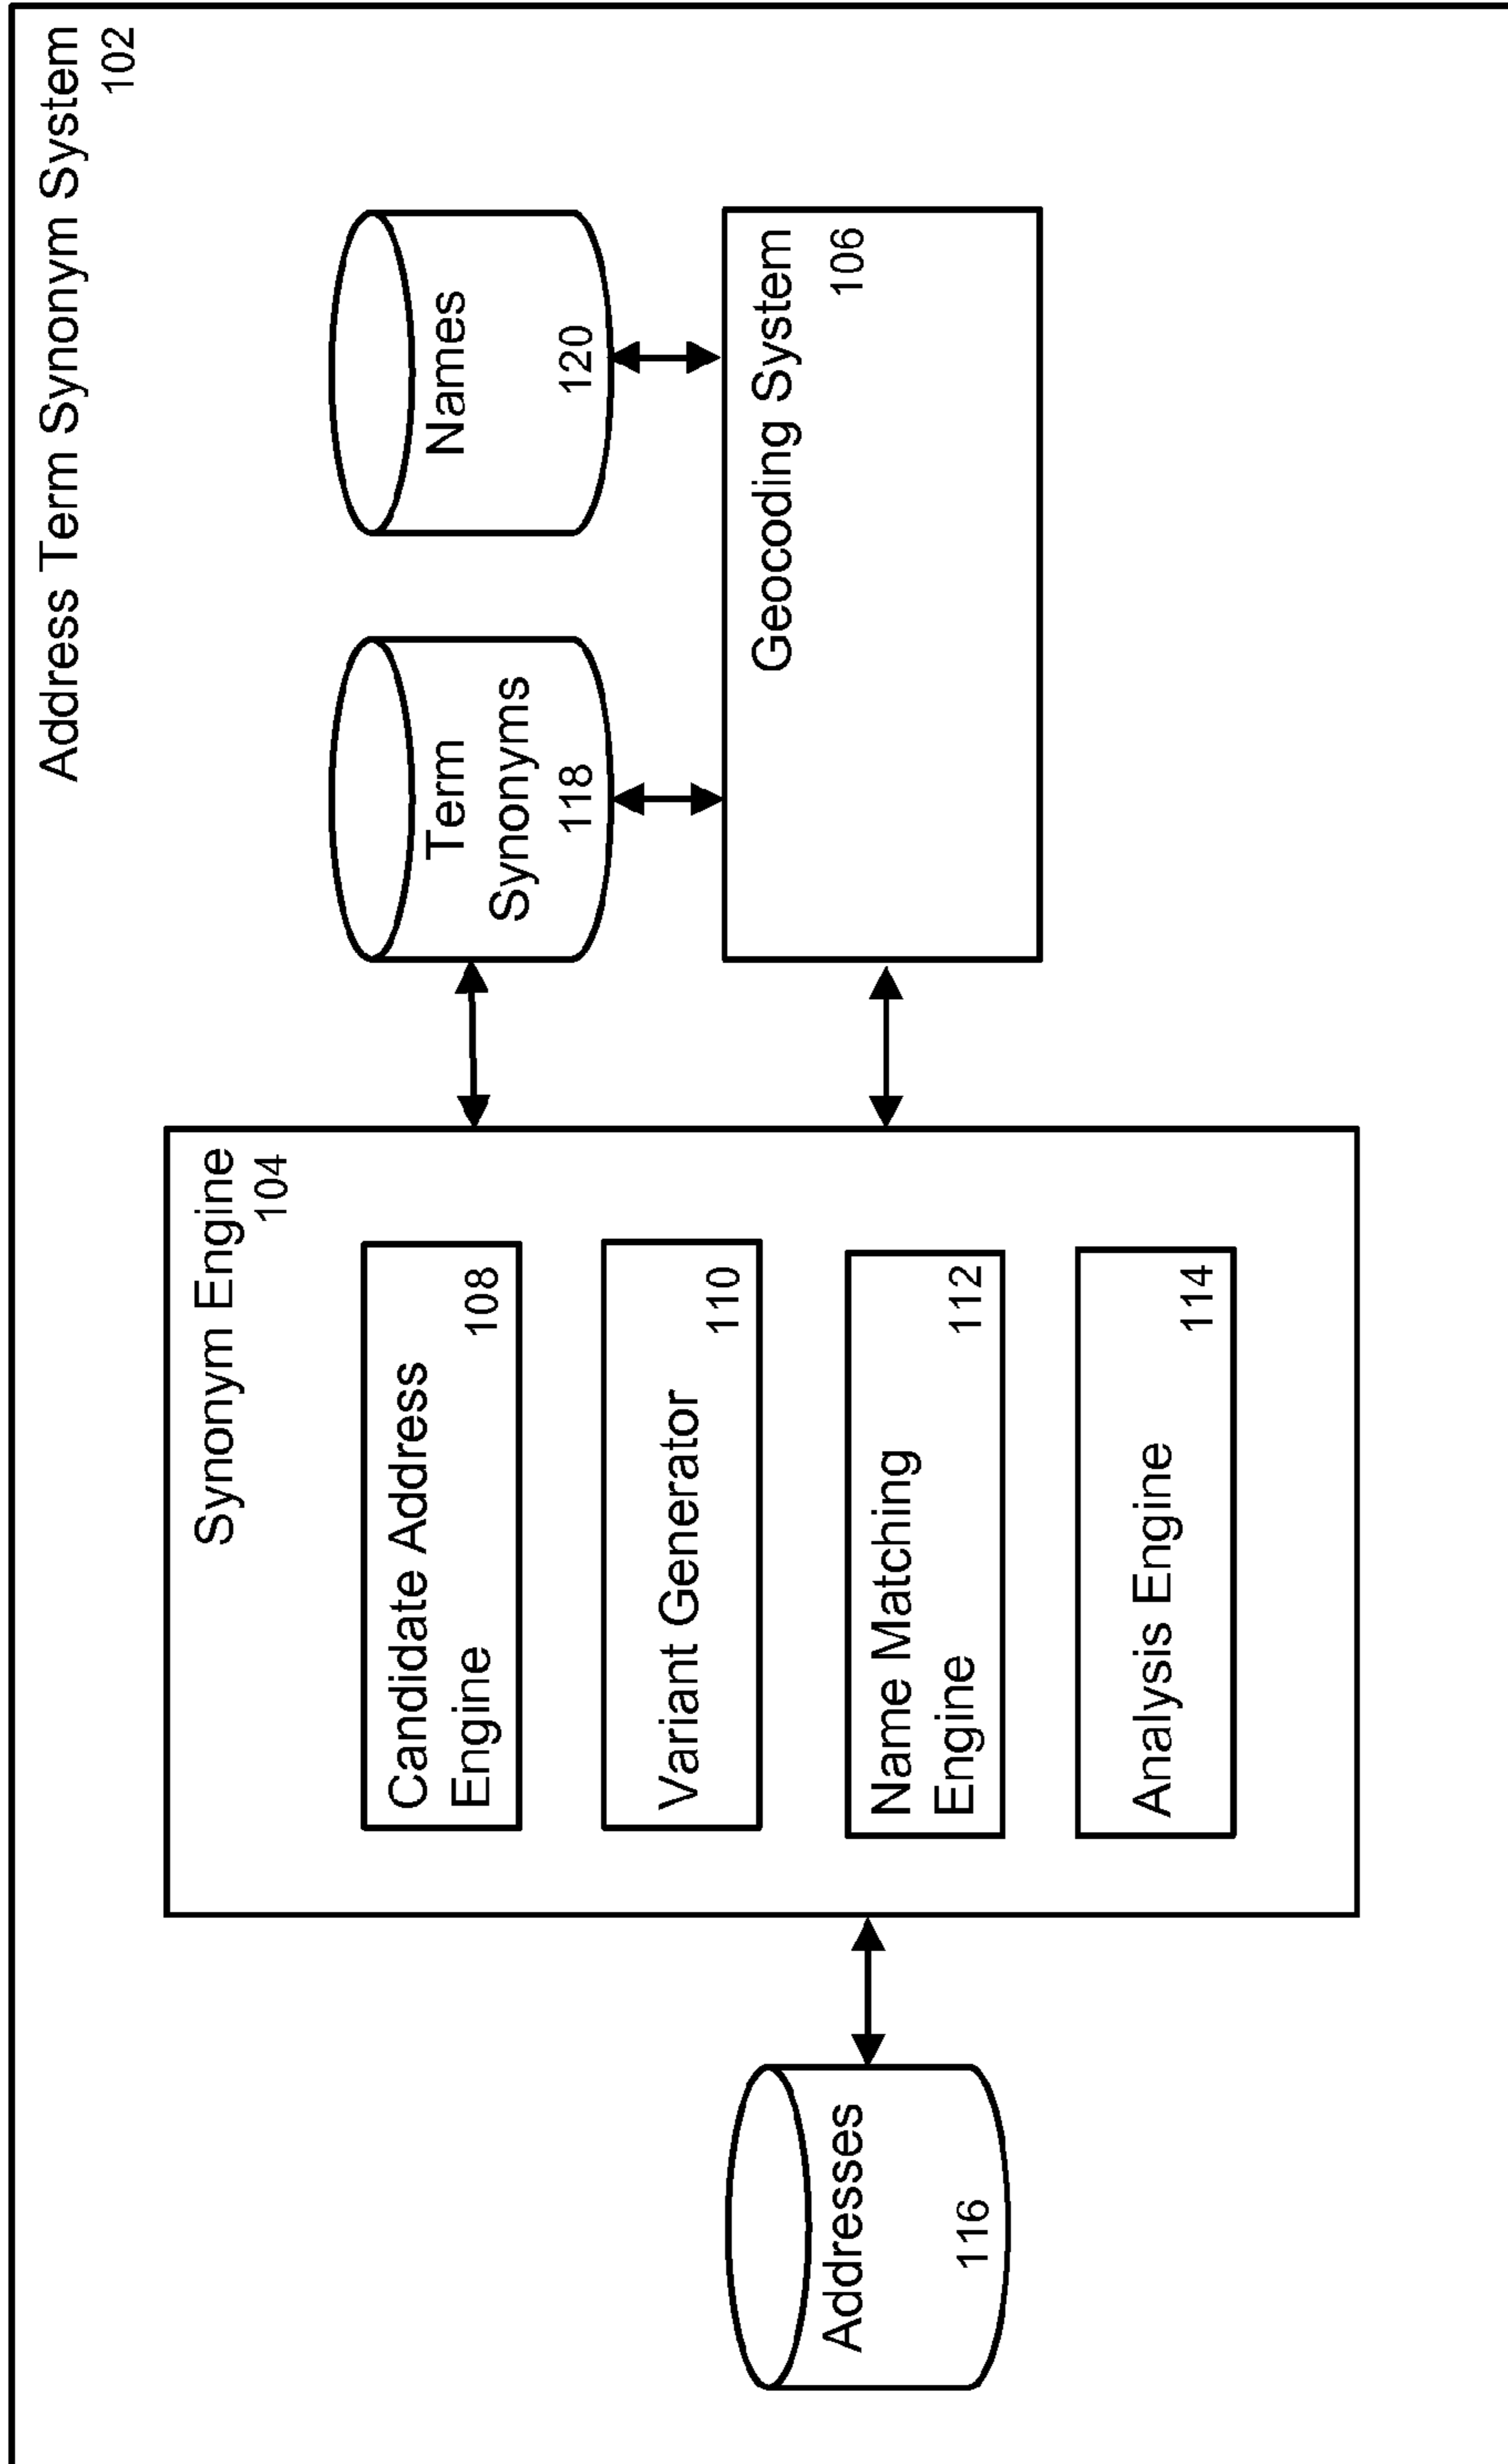 Address Term Synonym System
102
Synonym Engine
104
Candidate Address
Engine
108
Variant Generator
110
Name Matching
Engine
112
Analysis Engine
114
Addresses
116
Term
Synonyms
118
Names
120
Geocoding System
106